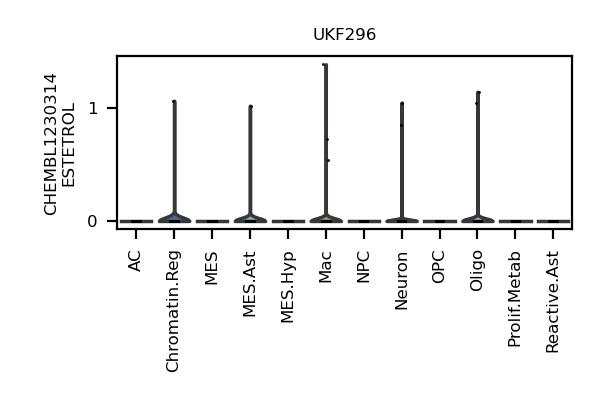 UKF296
CHEMBL1230314
ESTETROL
1
0
AC
Chromatin.Reg
MES
MES.Ast
MES.Hyp
Mac
NPC
Neuron
OPC
Oligo
Prolif.Metab
Reactive.Ast